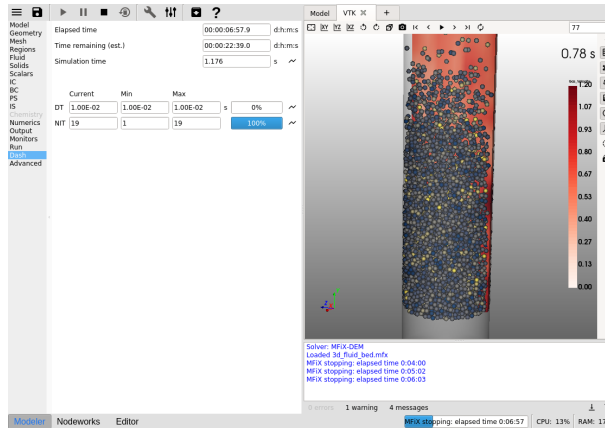 Model
Geometry
Mesh
Regions
Fluid
Solids
Scalars
IC
BC
PS
IS
Chemistry
Numerics
Output
Monitors
Run
Dash
Advanced
Elapsed time 00:00:06:57.9 d:h:m:s
Time remaining (est.) 00:00:22:39.0 d:h:m:s
Simulation time 1.176 s
Current Min Max
DT 1.00E-02 1.00E-02 1.00E-02 s 0%
NIT 19 1 19 100%
Model VTK +
XY YZ XZ 77
0.78 s
1.20
1.07
0.93
0.80
0.67
0.53
0.40
0.27
0.13
0.00
Solver: MFiX-DEM
Loaded 3d_fluid_bed.mfx
MFiX stopping: elapsed time 0:04:00
MFiX stopping: elapsed time 0:05:02
MFiX stopping: elapsed time 0:06:03
0 errors 1 warning 4 messages
Modeler Nodeworks Editor MFiX stopping: elapsed time 0:06:57 CPU: 13% RAM: 17